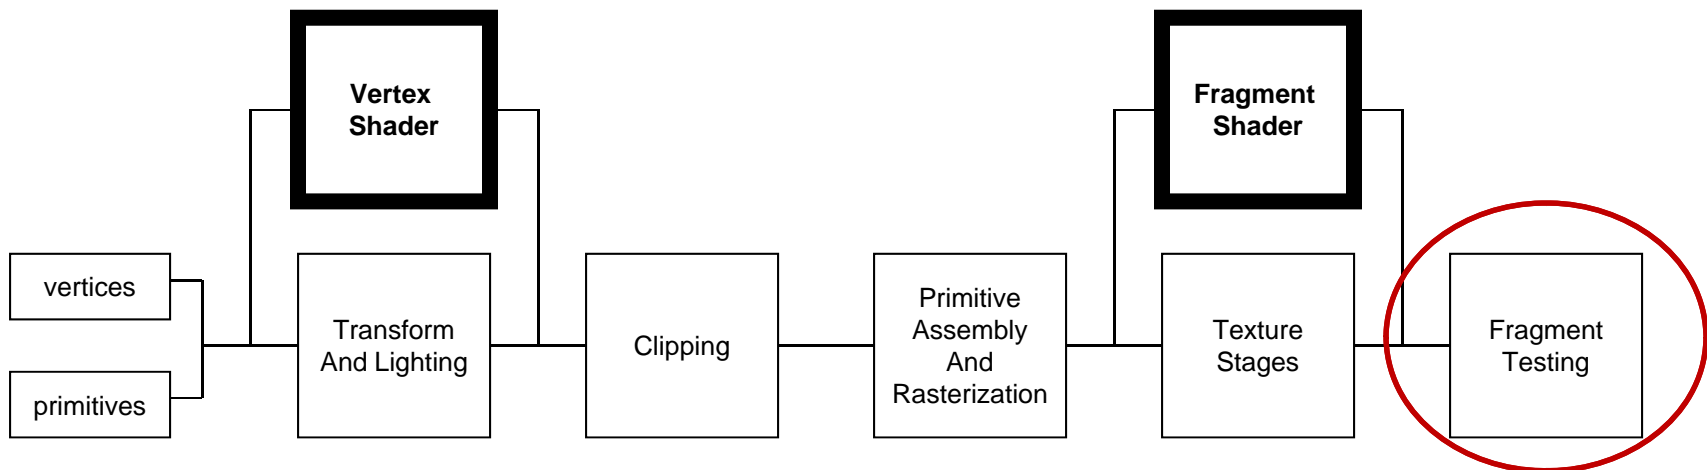 Vertex
Shader
Fragment
Shader
vertices
primitives
Transform
And Lighting
Clipping
Primitive
Assembly
And
Rasterization
Texture
Stages
Fragment
Testing